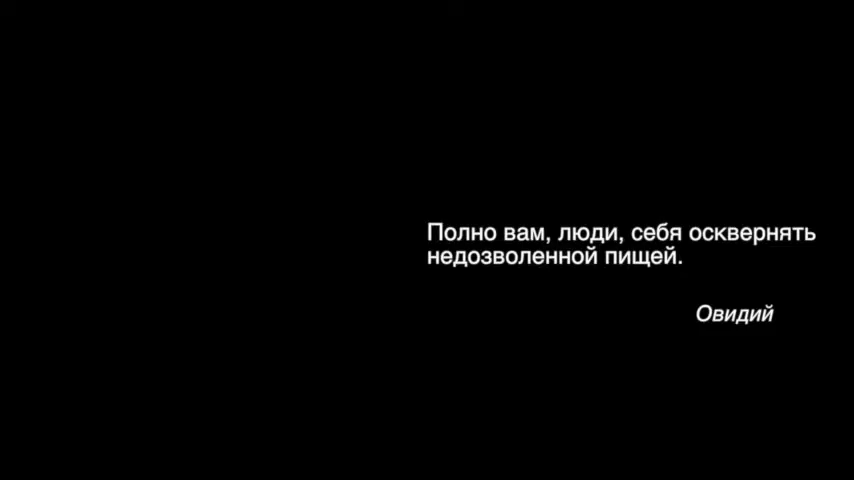 Полно вам, люди, себя осквернять
недозволенной пищей.
Овидий